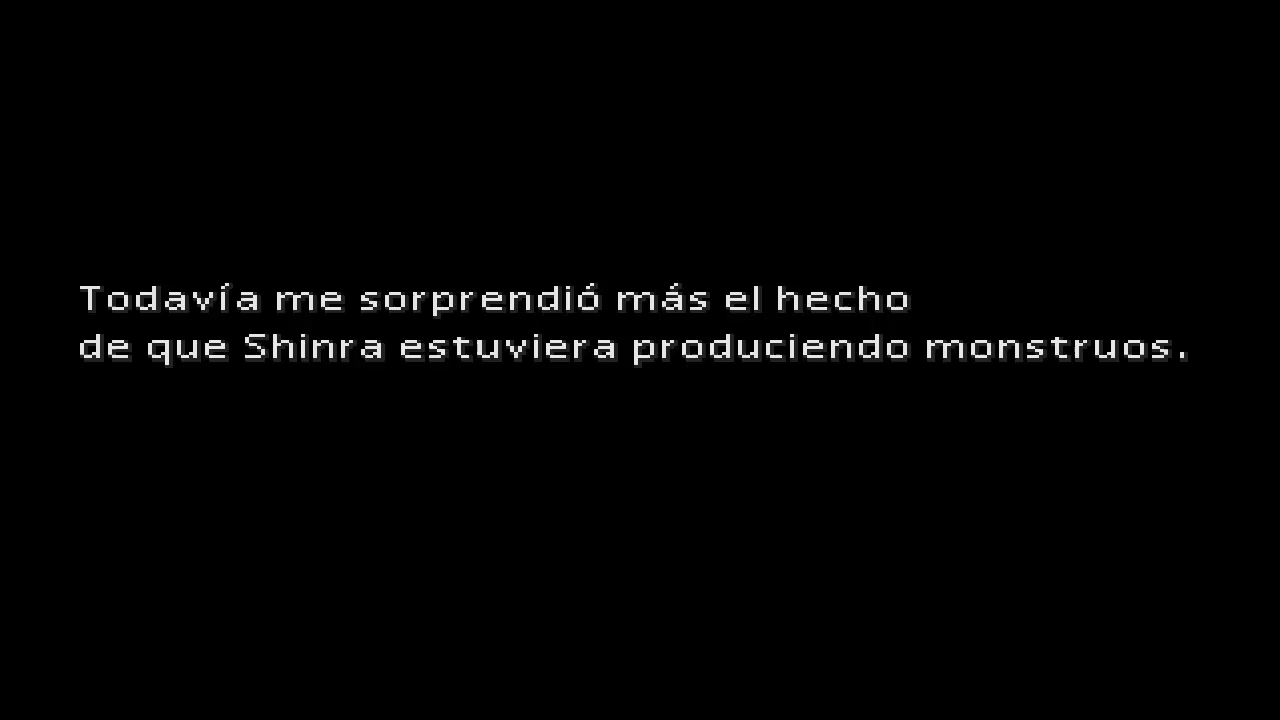 Todavía me sorprendió más el hecho
de que Shinra estuviera produciendo monstruos.